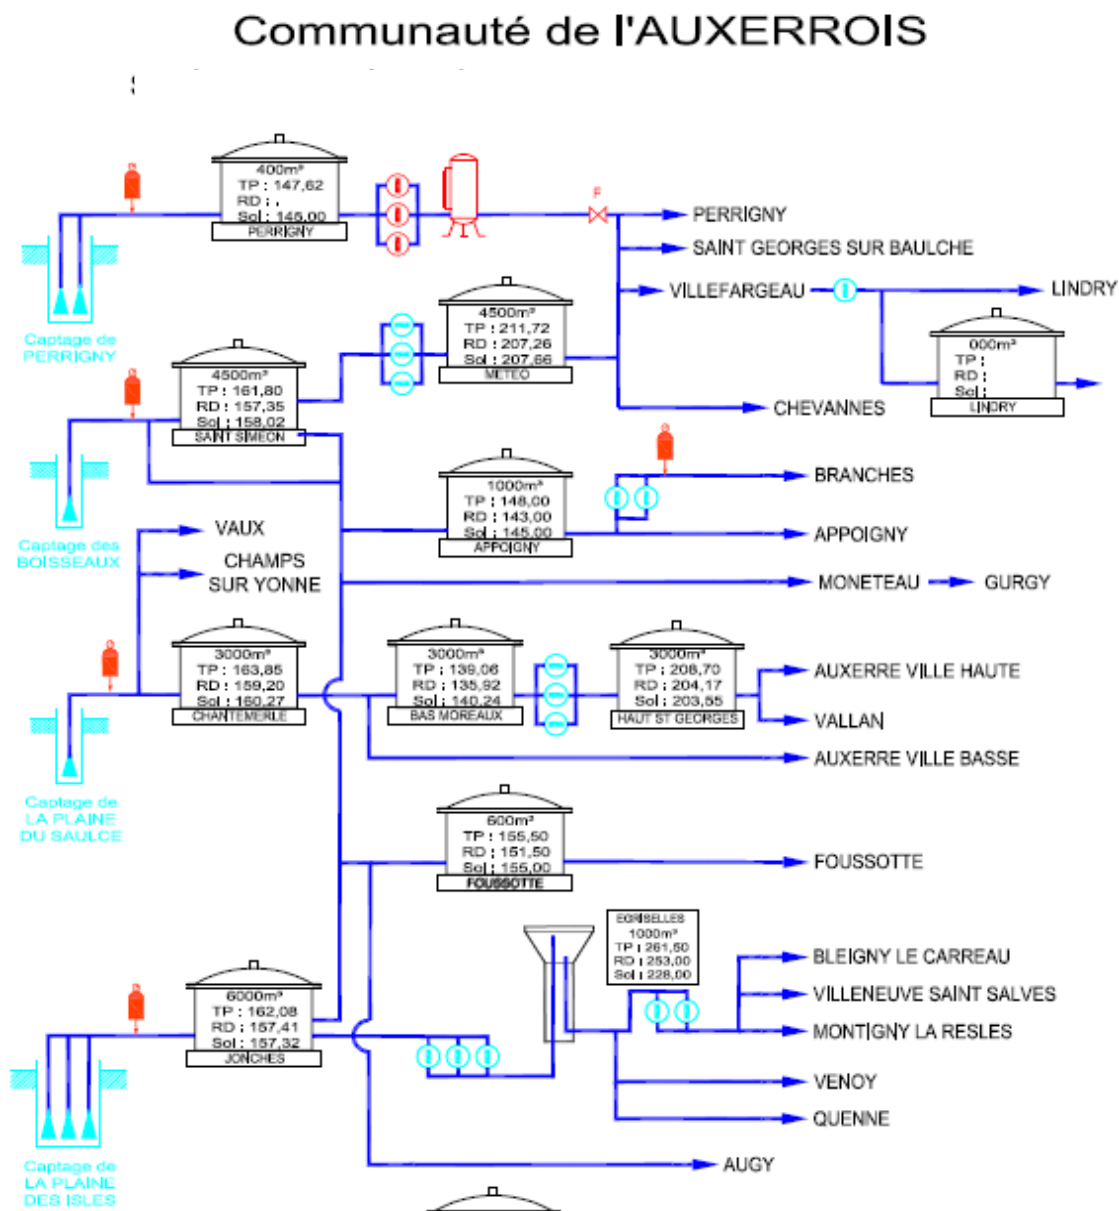 Communauté de l'AUXERROIS
400m³
TP : 147,62
RD : .
Sol : 145,00
PERRIGNY
F
PERRIGNY
SAINT GEORGES SUR BAULCHE
VILLEFARGEAU
LINDRY
Captage de
PERRIGNY
4500m³
TP : 211,72
RD : 207,26
Sol : 207,66
METEO
000m³
TP :
RD :
Sol :
LINDRY
4500m³
TP : 161,80
RD : 157,35
Sol : 158,02
SAINT SIMEON
CHEVANNES
Captage des
BOISSEAUX
1000m³
TP : 148,00
RD : 143,00
Sol : 145,00
APPOIGNY
BRANCHES
APPOIGNY
VAUX
CHAMPS
SUR YONNE
MONETEAU
GURGY
3000m³
TP : 163,85
RD : 159,20
Sol : 160,27
CHANTEMERLE
3000m³
TP : 139,06
RD : 135,92
Sol : 140,24
BAS MOREAUX
3000m³
TP : 208,70
RD : 204,17
Sol : 203,55
HAUT ST GEORGES
AUXERRE VILLE HAUTE
VALLAN
AUXERRE VILLE BASSE
Captage de
LA PLAINE
DU SAULCE
600m³
TP : 155,50
RD : 151,50
Sol : 155,00
FOUSSOTTE
FOUSSOTTE
EGRISELLES
1000m³
TP : 261,50
RD : 253,00
Sol : 228,00
BLEIGNY LE CARREAU
VILLENEUVE SAINT SALVES
MONTIGNY LA RESLES
6000m³
TP : 162,08
RD : 157,41
Sol : 157,32
JONCHES
VENOY
QUENNE
Captage de
LA PLAINE
DES ISLES
AUGY